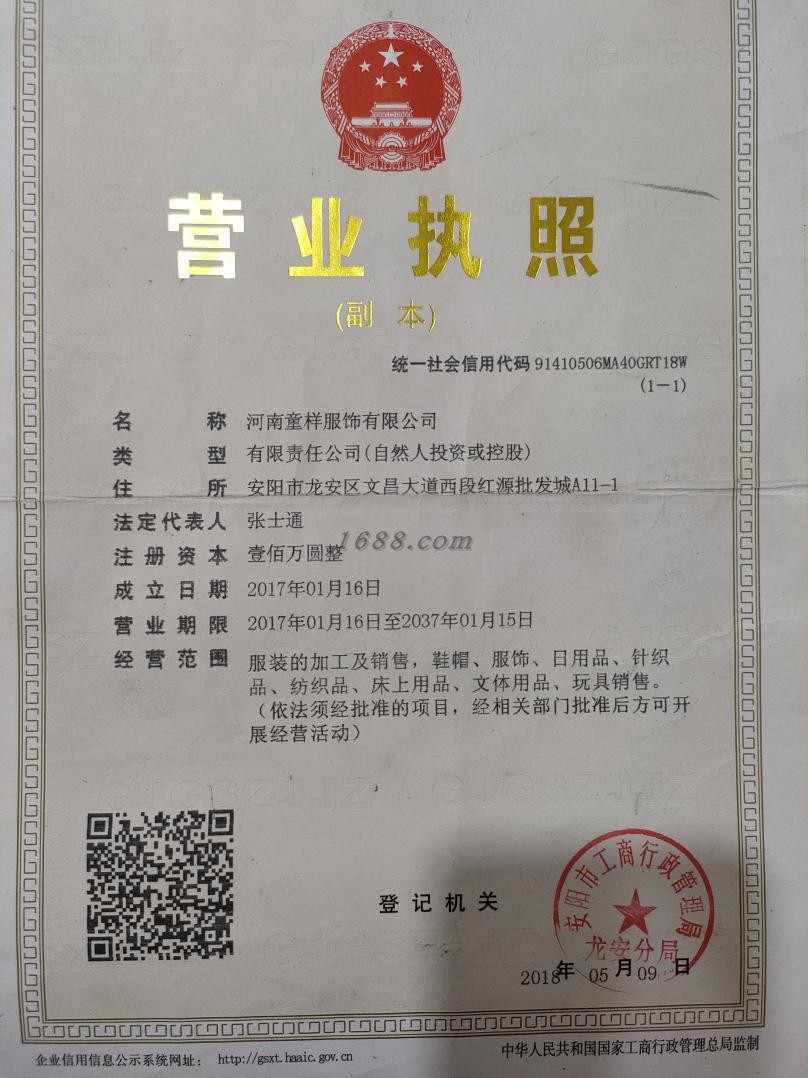 营业执照
(副 本)
统一社会信用代码 91410506MA40GRT18W
(1-1)
名 称 河南童样服饰有限公司
类 型 有限责任公司(自然人投资或控股)
住 所 安阳市龙安区文昌大道西段红源批发城A11-1
法定代表人 张士通
注 册 资 本 壹佰万圆整
1688.com
成 立 日 期 2017年01月16日
营 业 期 限 2017年01月16日至2037年01月15日
经 营 范 围 服装的加工及销售，鞋帽、服饰、日用品、针织
品、纺织品、床上用品、文体用品、玩具销售。
（依法须经批准的项目，经相关部门批准后方可开
展经营活动）
安阳市工商行政管理局
登 记 机 关
龙安分局
2018年 05 月 09 日
企业信用信息公示系统网址： http://gsxt.haaic.gov.cn
中华人民共和国国家工商行政管理总局监制